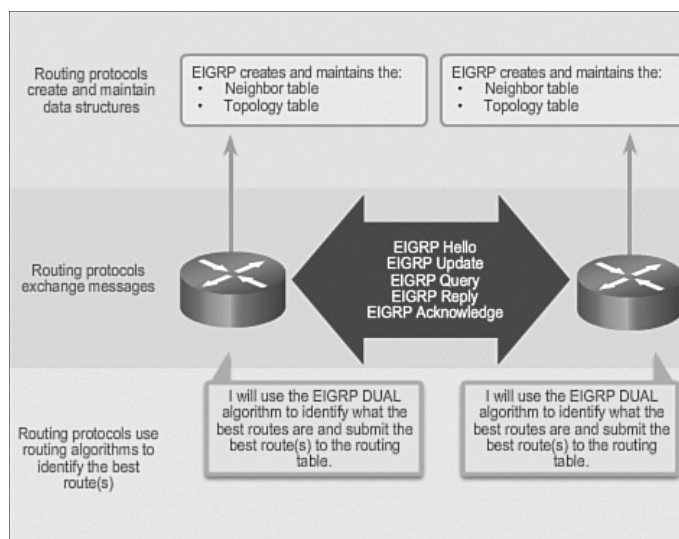 Routing protocols
create and maintain
data structures
EIGRP creates and maintains the:
• Neighbor table
• Topology table
EIGRP creates and maintains the:
• Neighbor table
• Topology table
Routing protocols
exchange messages
EIGRP Hello
EIGRP Update
EIGRP Query
EIGRP Reply
EIGRP Acknowledge
Routing protocols use
routing algorithms to
identify the best
route(s)
I will use the EIGRP DUAL
algorithm to identify what the
best routes are and submit the
best route(s) to the routing
table.
I will use the EIGRP DUAL
algorithm to identify what the
best routes are and submit the
best route(s) to the routing
table.